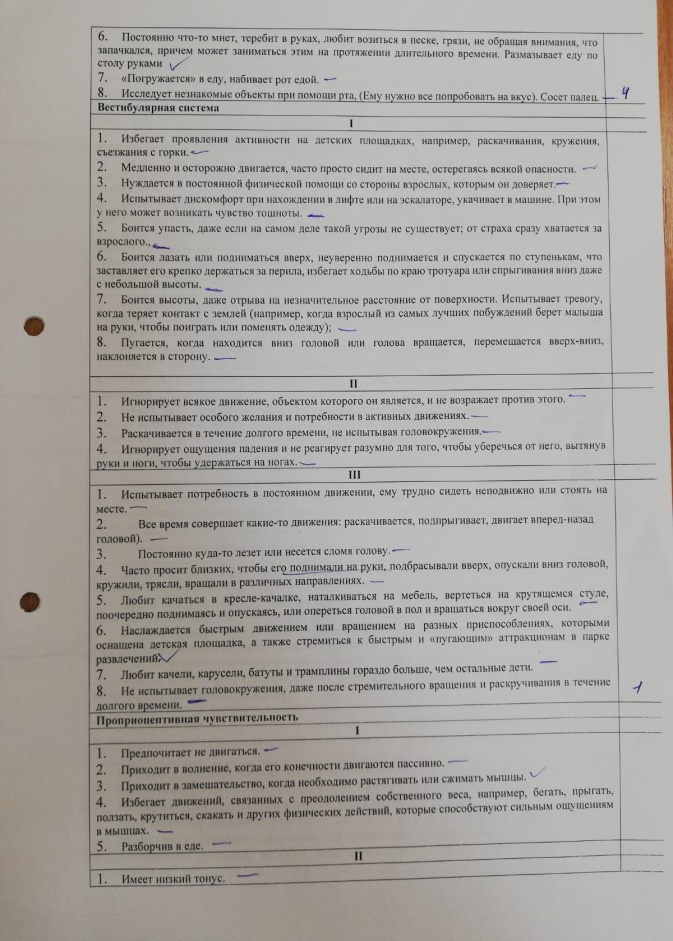 6. Постоянно что-то мнет, теребит в руках, любит возиться в песке, грязи, не обращая внимания, что
запачкался, причем может заниматься этим на протяжении длительного времени. Размазывает еду по
столу руками ✓
7. «Погружается» в еду, набивает рот едой. —
8. Исследует незнакомые объекты при помощи рта, (Ему нужно все попробовать на вкус). Сосет палец. — 4
Вестибулярная система
I
1. Избегает проявления активности на детских площадках, например, раскачивания, кружения,
съезжания с горки. —
2. Медленно и осторожно двигается, часто просто сидит на месте, остерегаясь всякой опасности. —
3. Нуждается в постоянной физической помощи со стороны взрослых, которым он доверяет. —
4. Испытывает дискомфорт при нахождении в лифте или на эскалаторе, укачивает в машине. При этом
у него может возникать чувство тошноты. —
5. Боится упасть, даже если на самом деле такой угрозы не существует; от страха сразу хватается за
взрослого., —
6. Боится лазать или подниматься вверх, неуверенно поднимается и спускается по ступенькам, что
заставляет его крепко держаться за перила, избегает ходьбы по краю тротуара или спрыгивания вниз даже
с небольшой высоты. —
7. Боится высоты, даже отрыва на незначительное расстояние от поверхности. Испытывает тревогу,
когда теряет контакт с землей (например, когда взрослый из самых лучших побуждений берет малыша
на руки, чтобы поиграть или поменять одежду); —
8. Пугается, когда находится вниз головой или голова вращается, перемещается вверх-вниз,
наклоняется в сторону. —
II
1. Игнорирует всякое движение, объектом которого он является, и не возражает против этого. —
2. Не испытывает особого желания и потребности в активных движениях. —
3. Раскачивается в течение долгого времени, не испытывая головокружения. —
4. Игнорирует ощущения падения и не реагирует разумно для того, чтобы уберечься от него, вытянув
руки и ноги, чтобы удержаться на ногах. —
III
1. Испытывает потребность в постоянном движении, ему трудно сидеть неподвижно или стоять на
месте. —
2. Все время совершает какие-то движения: раскачивается, подпрыгивает, двигает вперед-назад
головой). —
3. Постоянно куда-то лезет или несется сломя голову. —
4. Часто просит близких, чтобы его поднимали на руки, подбрасывали вверх, опускали вниз головой,
кружили, трясли, вращали в различных направлениях. —
5. Любит качаться в кресле-качалке, наталкиваться на мебель, вертеться на крутящемся стуле,
поочередно поднимаясь и опускаясь, или опереться головой в пол и вращаться вокруг своей оси. —
6. Наслаждается быстрым движением или вращением на разных приспособлениях, которыми
оснащена детская площадка, а также стремиться к быстрых и «пугающим» аттракционам в парке
развлечений. ✓
7. Любит качели, карусели, батуты и трамплины гораздо больше, чем остальные дети. —
8. Не испытывает головокружения, даже после стремительного вращения и раскручивания в течение 1
долгого времени. —
Проприоцептивная чувствительность
I
1. Предпочитает не двигаться. —
2. Приходит в волнение, когда его конечности двигаются пассивно. —
3. Приходит в замешательство, когда необходимо растягивать или сжимать мышцы. ✓
4. Избегает движений, связанных с преодолением собственного веса, например, бегать, прыгать,
ползать, крутиться, скакать и других физических действий, которые способствуют сильным ощущениям
в мышцах. —
5. Разборчив в еде. —
II
1. Имеет низкий тонус. —